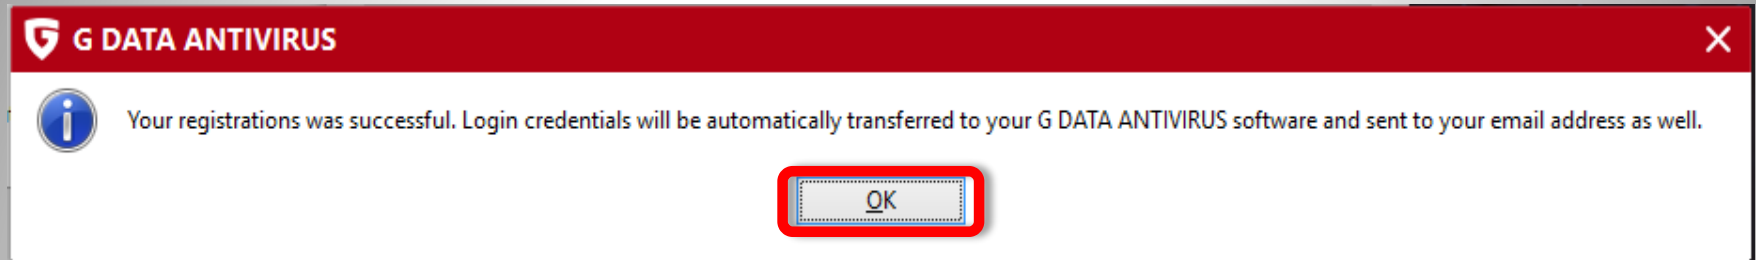 G DATA ANTIVIRUS
Your registrations was successful. Login credentials will be automatically transferred to your G DATA ANTIVIRUS software and sent to your email address as well.
OK